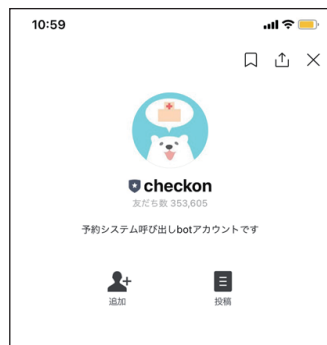 10:59
checkon
友だち数 353,605
予約システム呼び出しbotアカウントです
追加
投稿